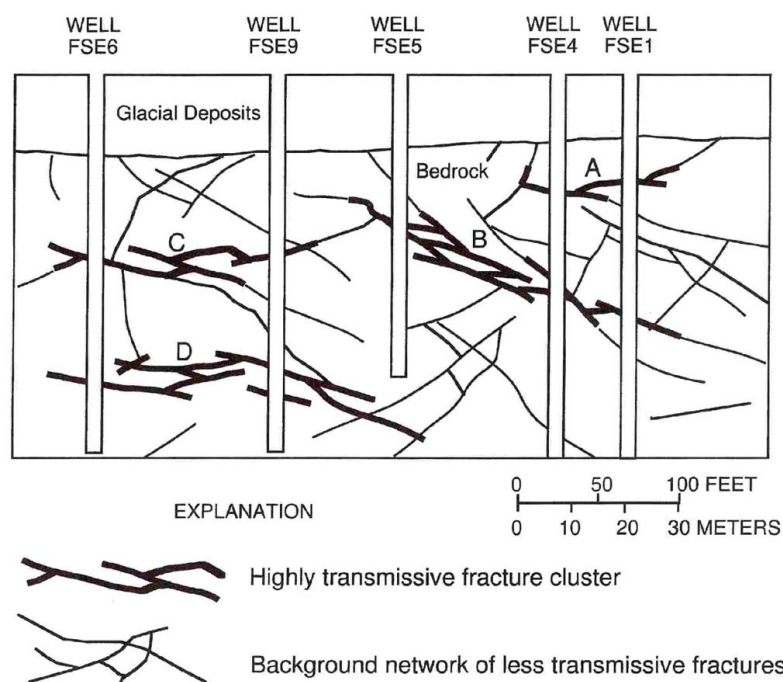 WELL FSE6
WELL FSE9
WELL FSE5
WELL FSE4
WELL FSE1
Glacial Deposits
Bedrock
A
B
C
D
0 50 100 FEET
0 10 20 30 METERS
EXPLANATION
Highly transmissive fracture cluster
Background network of less transmissive fractures